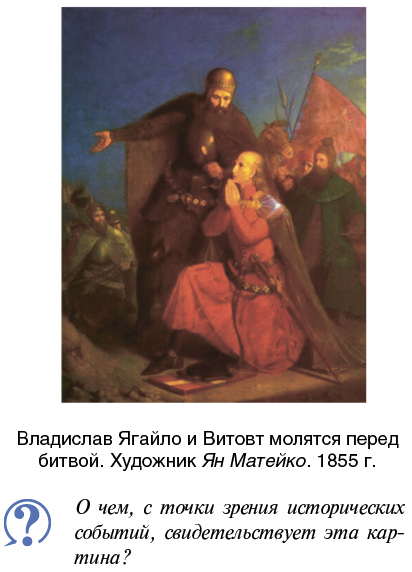 Владислав Ягайло и Витовт молятся перед
битвой. Художник Ян Матейко. 1855 г.
?
О чем, с точки зрения исторических
событий, свидетельствует эта кар-
тина?